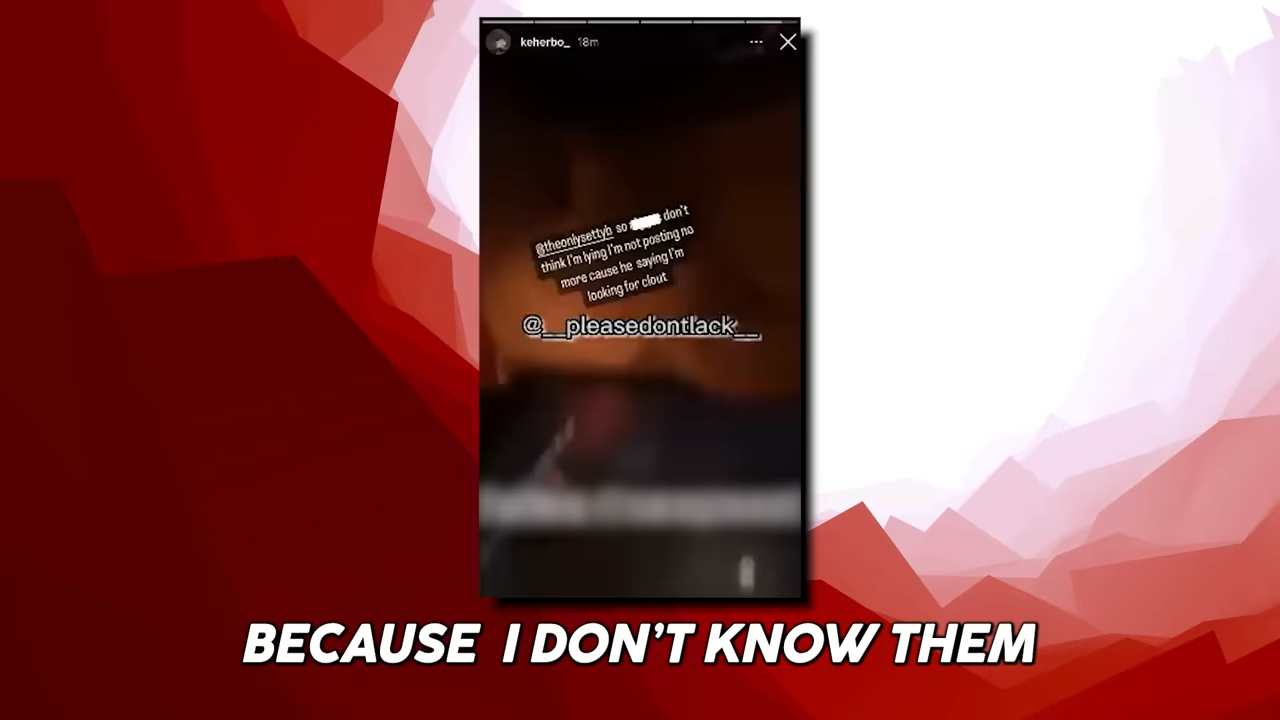 keherbo_ 18m
@theonlysettyb so don't
think I'm lying I'm not posting no
more cause he saying I'm
looking for clout
@__pleasedontlack__
BECAUSE I DON'T KNOW THEM